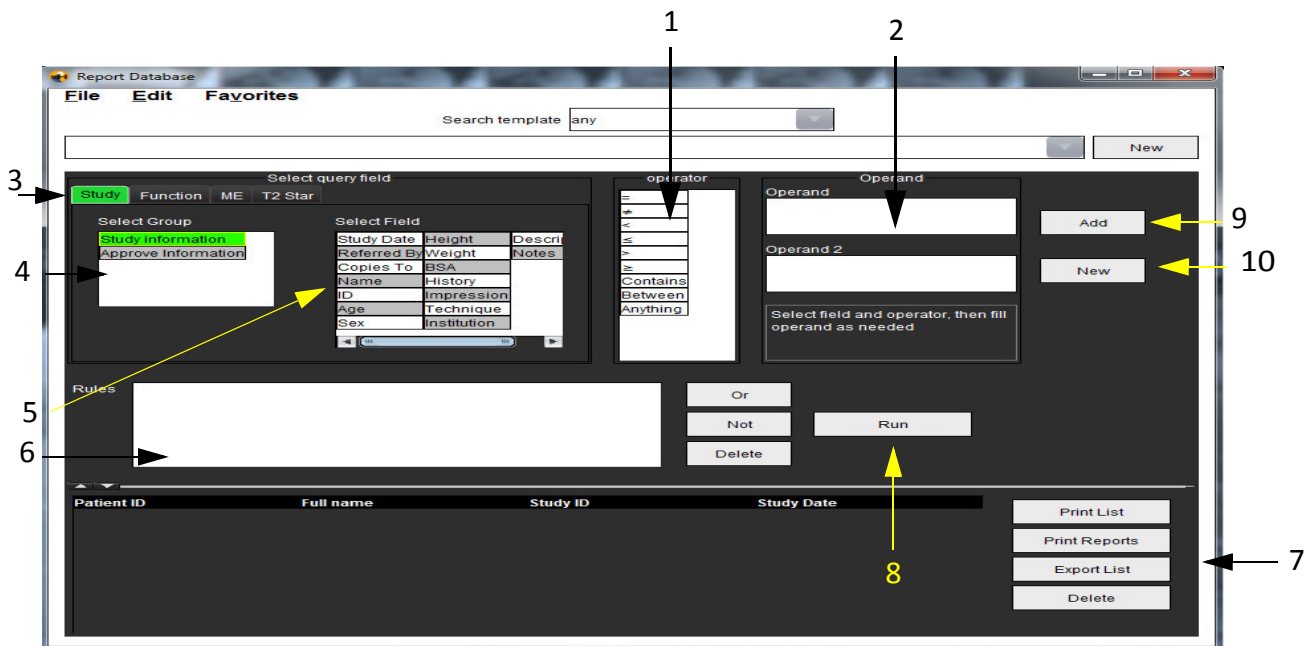 1
2
Report Database
File Edit Favorites
Search template any
New
3
Select query field
operator
Operand
Study Function ME T2 Star
Select Group
Select Field
Study Information
Approve Information
4
Study Date Height Descri
Referred By Weight Notes
Copies To BSA
Name History
ID Impression
Age Technique
Sex Institution
5
=
≠
<
≤
>
≥
Contains
Between
Anything
Operand
Operand 2
Select field and operator, then fill
operand as needed
Add
9
New
10
Rules
6
Or
Not
Delete
Run
8
Patient ID Full name Study ID Study Date
Print List
Print Reports
Export List
Delete
7